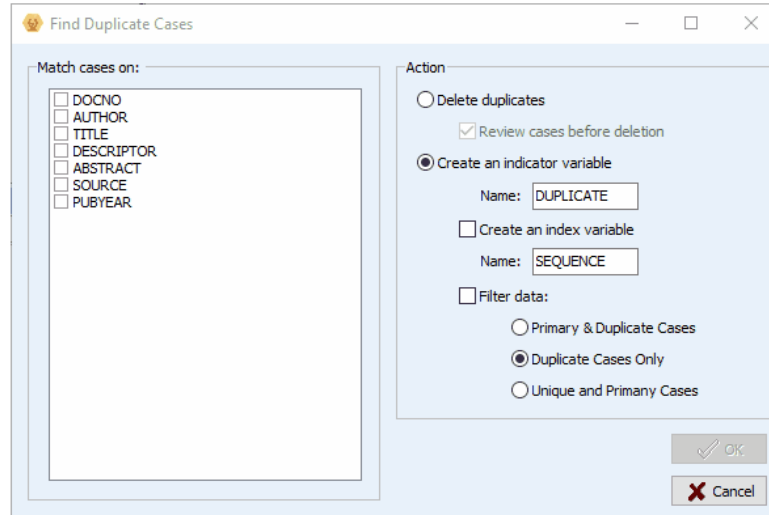 Find Duplicate Cases
Match cases on:
DOCNO
AUTHOR
TITLE
DESCRIPTOR
ABSTRACT
SOURCE
PUBYEAR
Action
Delete duplicates
Review cases before deletion
Create an indicator variable
Name: DUPLICATE
Create an index variable
Name: SEQUENCE
Filter data:
Primary & Duplicate Cases
Duplicate Cases Only
Unique and Primany Cases
OK
Cancel